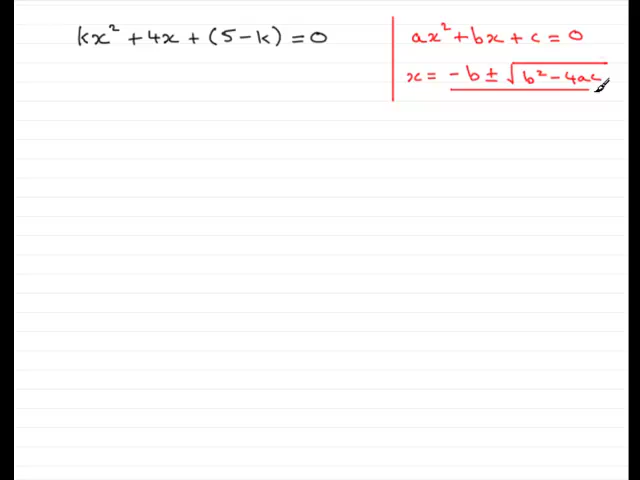 kx² + 4x + (5 - k) = 0
ax² + bx + c = 0
x = -b ± √b² - 4ac